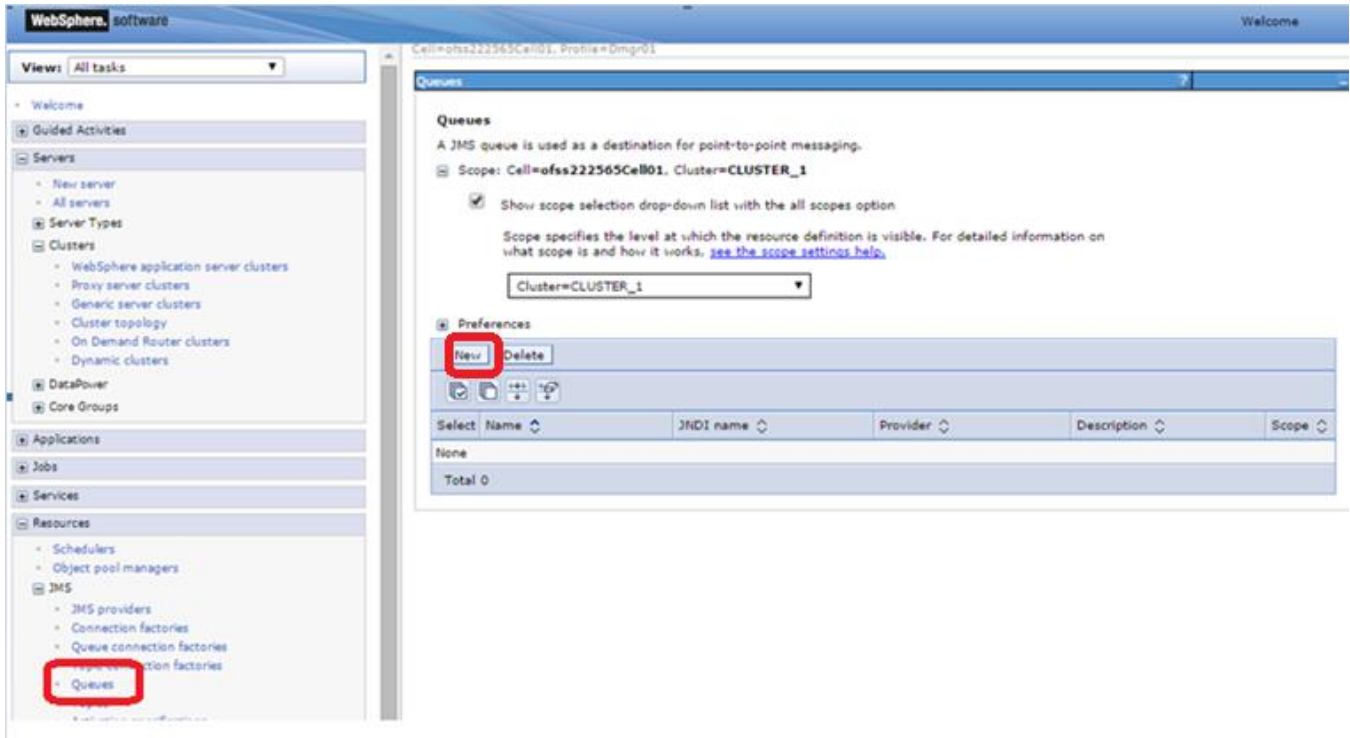 WebSphere. software
Welcome
View: All tasks
Cell=ofss222565Cell01, Profile=Dmgr01
Welcome
Guided Activities
Servers
New server
All servers
Server Types
Clusters
WebSphere application server clusters
Proxy server clusters
Generic server clusters
Cluster topology
On Demand Router clusters
Dynamic clusters
DataPower
Core Groups
Applications
Jobs
Services
Resources
Schedulers
Object pool managers
JMS
JMS providers
Connection factories
Queue connection factories
connection factories
Queues
Queues ?
Queues
A JMS queue is used as a destination for point-to-point messaging.
Scope: Cell=ofss222565Cell01, Cluster=CLUSTER_1
Show scope selection drop-down list with the all scopes option
Scope specifies the level at which the resource definition is visible. For detailed information on
what scope is and how it works, see the scope settings help.
Cluster=CLUSTER_1
Preferences
New Delete
Select Name JNDI name Provider Description Scope
None
Total 0